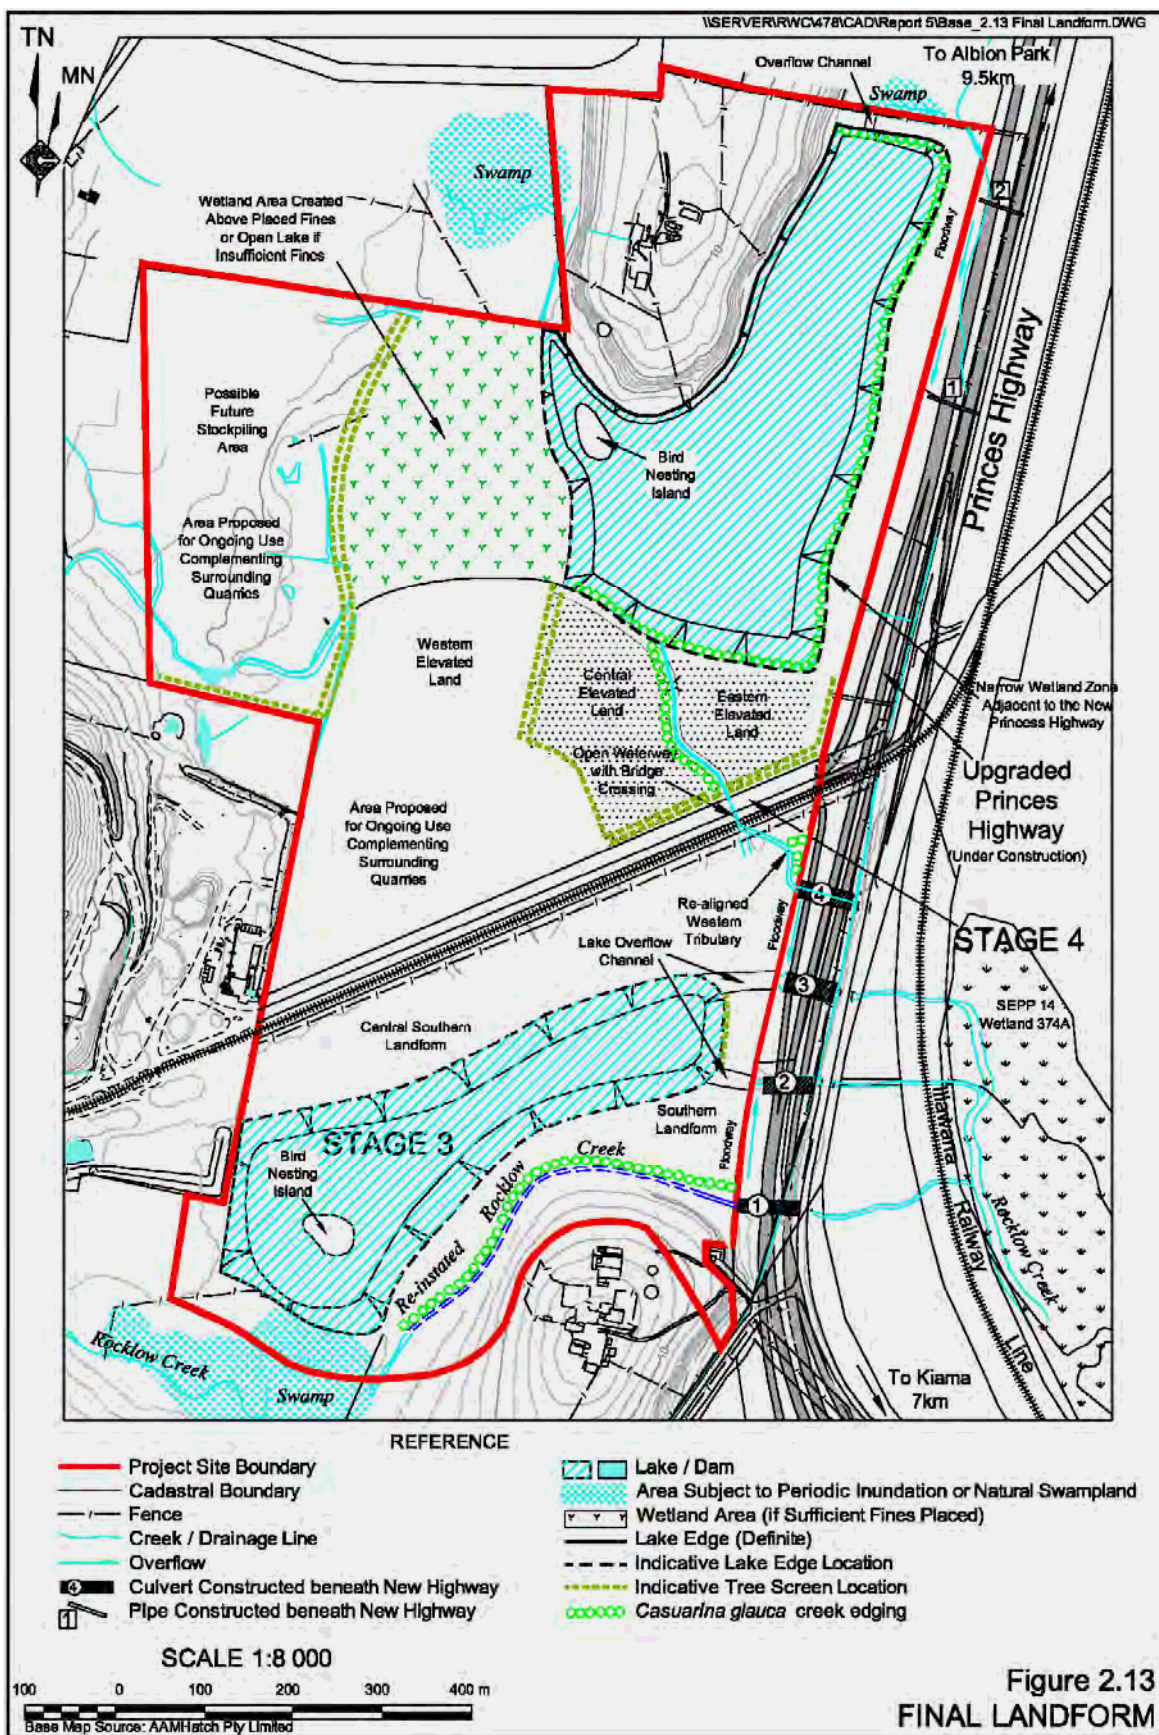 \\SERVER\RWC\478\CAD\Report 5\Base_2.13 Final Landform.DWG
TN
MN
To Albion Park
9.5km
Overflow Channel
Swamp
Swamp
Wetland Area Created
Above Placed Fines
or Open Lake if
Insufficient Fines
2
Floodway
1
Princes Highway
Possible
Future
Stockpiling
Area
Bird
Nesting
Island
Area Proposed
for Ongoing Use
Complementing
Surrounding
Quarries
Western
Elevated
Land
Central
Elevated
Land
Eastern
Elevated
Land
Narrow Wetland Zone
Adjacent to the New
Princess Highway
Open Waterway
with Bridge
Crossing
Upgraded
Princes
Highway
(Under Construction)
Area Proposed
for Ongoing Use
Complementing
Surrounding
Quarries
Re-aligned
Western
Tributary
4
Floodway
STAGE 4
Lake Overflow
Channel
3
SEPP 14
Wetland 374A
Central Southern
Landform
2
Illawarra
Railway
Line
Southern
Landform
Floodway
STAGE 3
Bird
Nesting
Island
Re-instated
Rocklow
Creek
1
Rocklow Creek
Rocklow Creek
Swamp
10
10
To Kiama
7km
REFERENCE
Project Site Boundary
Cadastral Boundary
Fence
Creek / Drainage Line
Overflow
4 Culvert Constructed beneath New Highway
1 Pipe Constructed beneath New Highway
Lake / Dam
Area Subject to Periodic Inundation or Natural Swampland
Wetland Area (if Sufficient Fines Placed)
Lake Edge (Definite)
Indicative Lake Edge Location
Indicative Tree Screen Location
Casuarina glauca creek edging
SCALE 1:8 000
100 0 100 200 300 400 m
Base Map Source: AAMHatch Pty Limited
Figure 2.13
FINAL LANDFORM